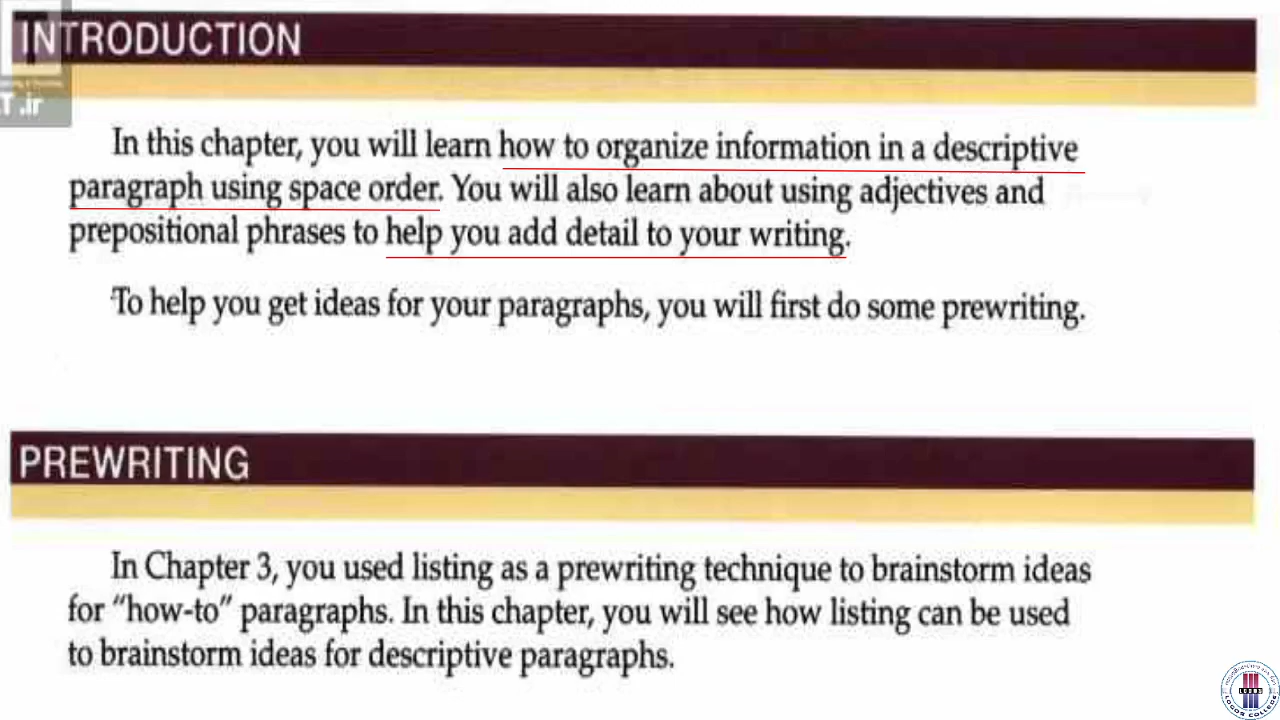 INTRODUCTION
T.ir
In this chapter, you will learn how to organize information in a descriptive
paragraph using space order. You will also learn about using adjectives and
prepositional phrases to help you add detail to your writing.
To help you get ideas for your paragraphs, you will first do some prewriting.
PREWRITING
In Chapter 3, you used listing as a prewriting technique to brainstorm ideas
for “how-to” paragraphs. In this chapter, you will see how listing can be used
to brainstorm ideas for descriptive paragraphs.
LOGOS
LOGOS COLLEGE